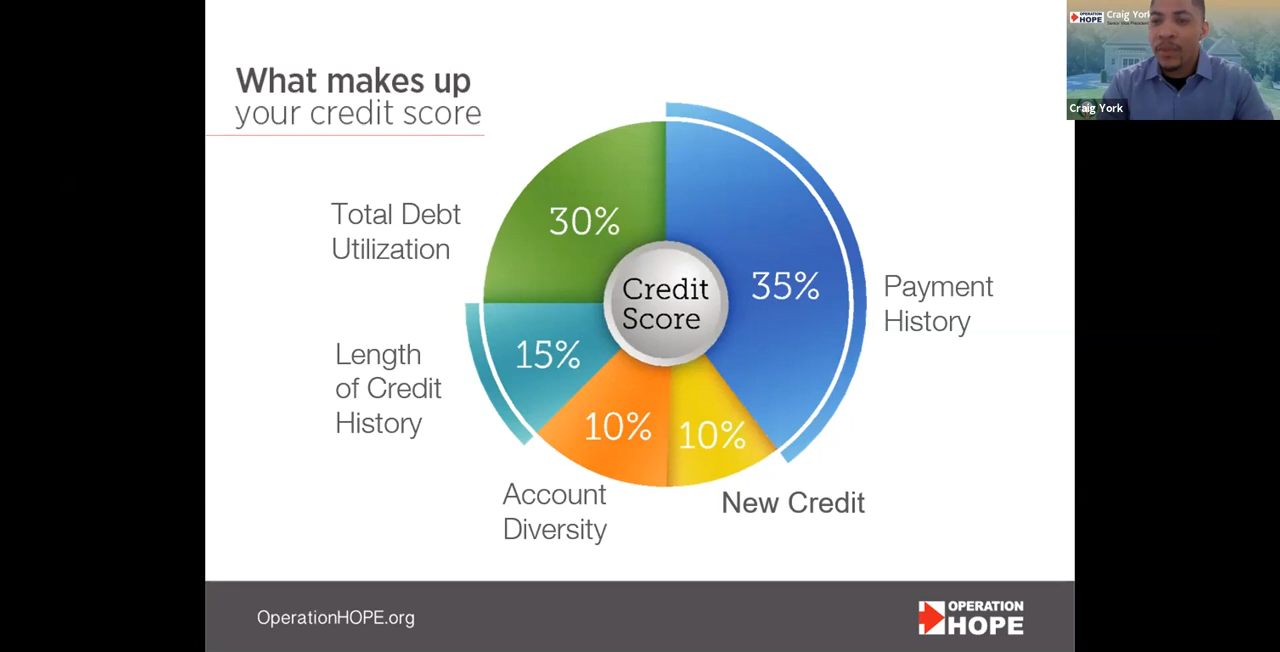 What makes up
your credit score
OPERATION
HOPE
Craig York
Craig York
30%
Total Debt
Utilization
35%
Payment
History
Credit
Score
15%
Length
of Credit
History
10%
Account
Diversity
10%
New Credit
OperationHOPE.org
OPERATION
HOPE